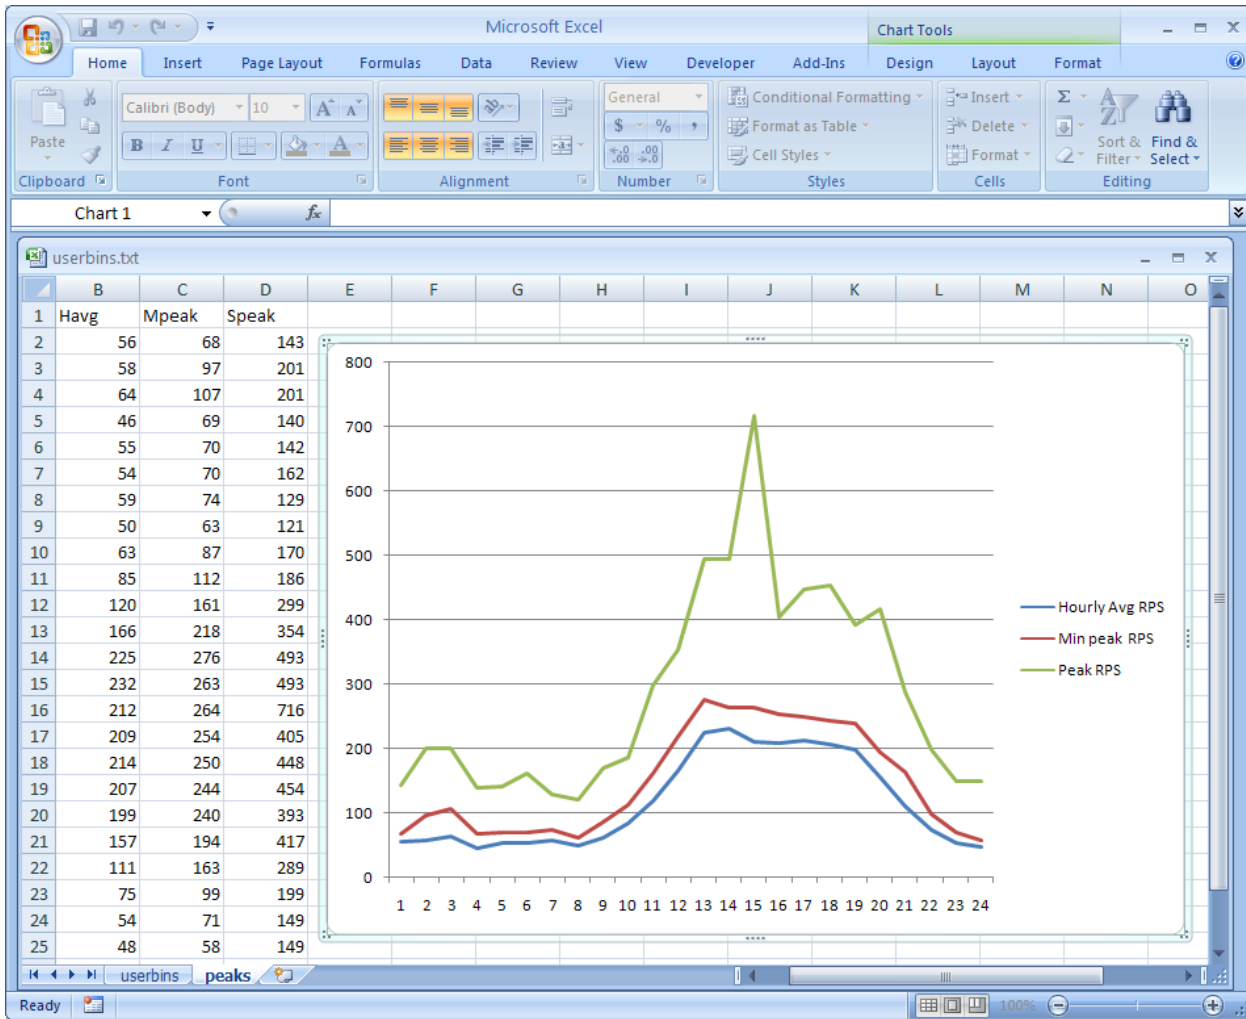 Microsoft Excel
Chart Tools
Home Insert Page Layout Formulas Data Review View Developer Add-Ins Design Layout Format
Paste
Clipboard
Calibri (Body) 10 A A
B I U A
Font
Alignment
General
$ % ,
.0 .00 .00 .0
Number
Conditional Formatting
Format as Table
Cell Styles
Styles
Insert
Delete
Format
Cells
Σ
A Z
Sort & Filter
Find & Select
Editing
Chart 1 fx
userbins.txt
B C D E F G H I J K L M N O
1 Havg Mpeak Speak
2 56 68 143
3 58 97 201
4 64 107 201
5 46 69 140
6 55 70 142
7 54 70 162
8 59 74 129
9 50 63 121
10 63 87 170
11 85 112 186
12 120 161 299
13 166 218 354
14 225 276 493
15 232 263 493
16 212 264 716
17 209 254 405
18 214 250 448
19 207 244 454
20 199 240 393
21 157 194 417
22 111 163 289
23 75 99 199
24 54 71 149
25 48 58 149
800
700
600
500
400
300
200
100
0
1 2 3 4 5 6 7 8 9 10 11 12 13 14 15 16 17 18 19 20 21 22 23 24
Hourly Avg RPS
Min peak RPS
Peak RPS
userbins peaks
Ready
100%